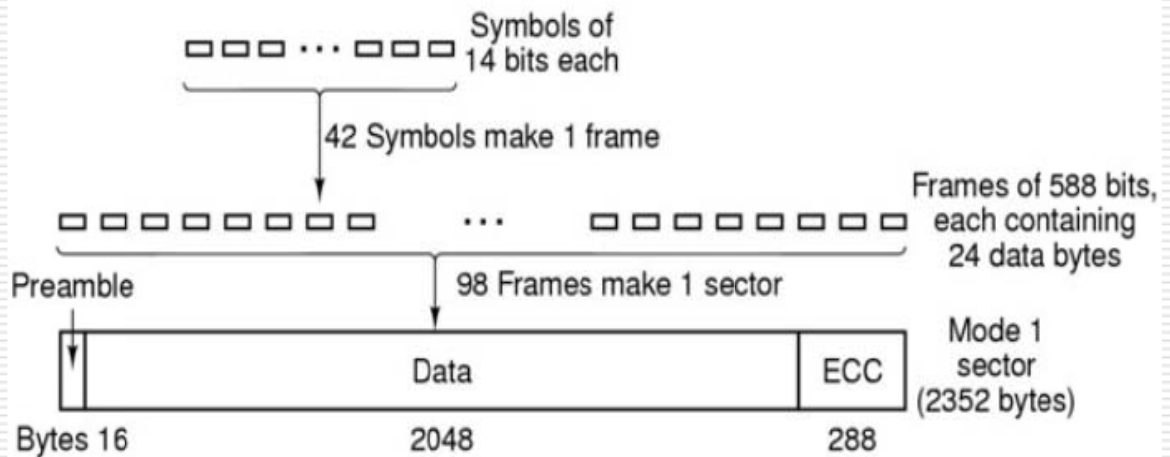 Symbols of
14 bits each
42 Symbols make 1 frame
Frames of 588 bits,
each containing
24 data bytes
Preamble
98 Frames make 1 sector
Mode 1
sector
(2352 bytes)
Data
ECC
Bytes 16
2048
288